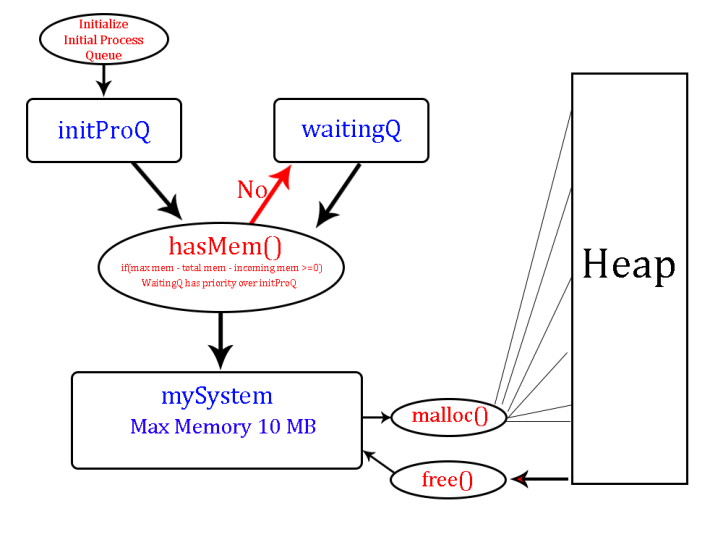 Initialize
Initial Process
Queue
initProQ
waitingQ
No
hasMem()
if(max mem - total mem - incoming mem >=0)
WaitingQ has priority over initProQ
Heap
mySystem
Max Memory 10 MB
malloc()
free()